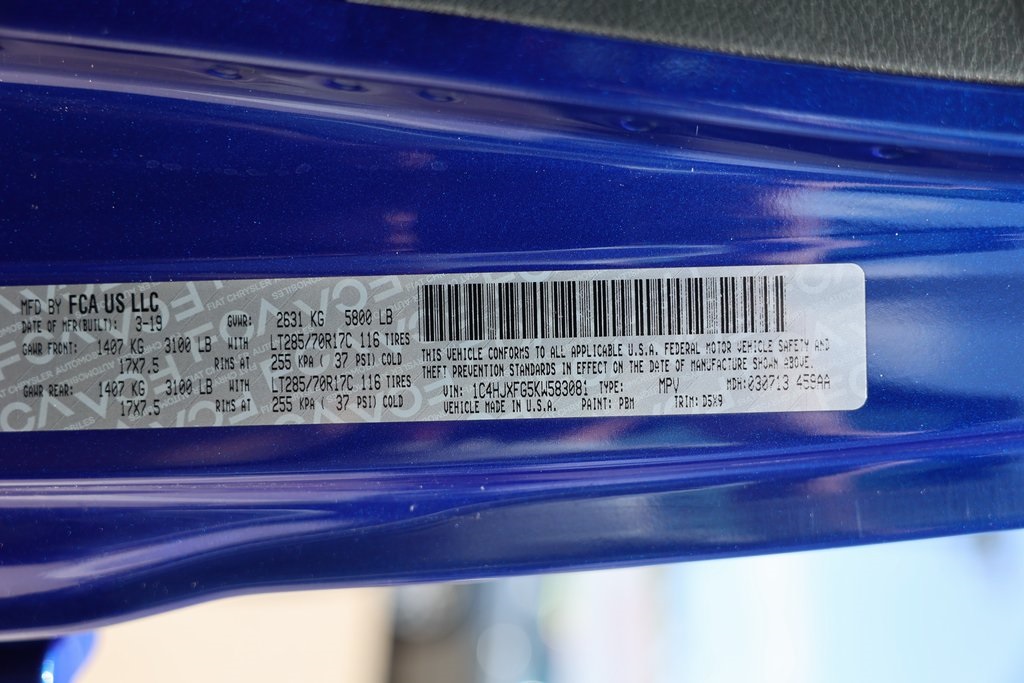 MFD BY FCA US LLC
DATE OF MFR(BUILT): 3-19 GVWR: 2631 KG 5800 LB
GAWR FRONT: 1407 KG 3100 LB WITH LT285/70R17C 116 TIRES
17X7.5 RIMS AT 255 KPA ( 37 PSI) COLD
GAWR REAR: 1407 KG 3100 LB WITH LT285/70R17C 116 TIRES
17X7.5 RIMS AT 255 KPA ( 37 PSI) COLD
THIS VEHICLE CONFORMS TO ALL APPLICABLE U.S.A. FEDERAL MOTOR VEHICLE SAFETY AND
THEFT PREVENTION STANDARDS IN EFFECT ON THE DATE OF MANUFACTURE SHOWN ABOVE.
VIN: 1C4HJXFG5KW583081 TYPE: MPV MDH: 030713 459AA
VEHICLE MADE IN U.S.A. PAINT: PBM TRIM: D5X9